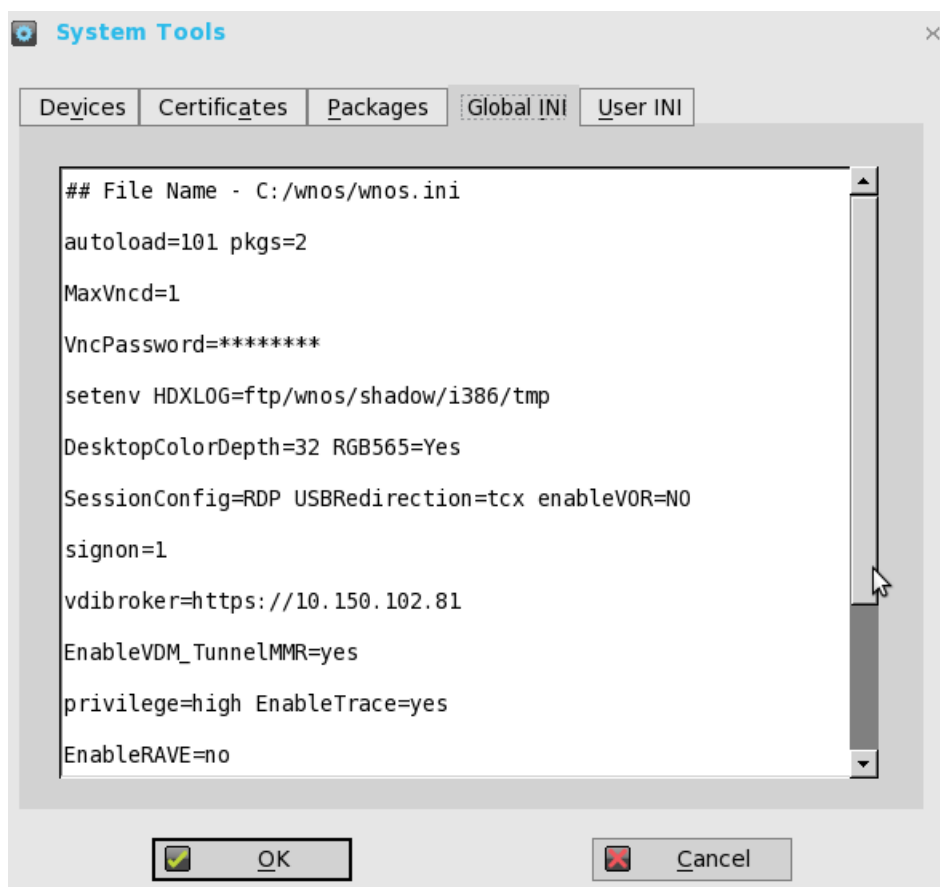 System Tools
Devices Certificates Packages Global INI User INI
## File Name - C:/wnos/wnos.ini
autoload=101 pkgs=2
MaxVncd=1
VncPassword=********
setenv HDXLOG=ftp/wnos/shadow/i386/tmp
DesktopColorDepth=32 RGB565=Yes
SessionConfig=RDP USBRedirection=tcx enableVOR=NO
signon=1
vdibroker=https://10.150.102.81
EnableVDM_TunnelMMR=yes
privilege=high EnableTrace=yes
EnableRAVE=no
OK Cancel